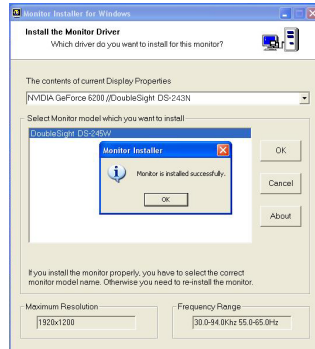 Monitor Installer for Windows
Install the Monitor Driver
Which driver do you want to install for this monitor?
The contents of current Display Properties
NVIDIA GeForce 6200 //DoubleSight DS-243N
Select Monitor model which you want to install
DoubleSight DS-245W
Monitor Installer
Monitor is installed successfully.
OK
OK
Cancel
About
If you install the monitor properly, you have to select the correct
monitor model name. Otherwise you need to re-install the monitor.
Maximum Resolution
1920x1200
Frequency Range
30.0-94.0Khz 55.0-65.0Hz